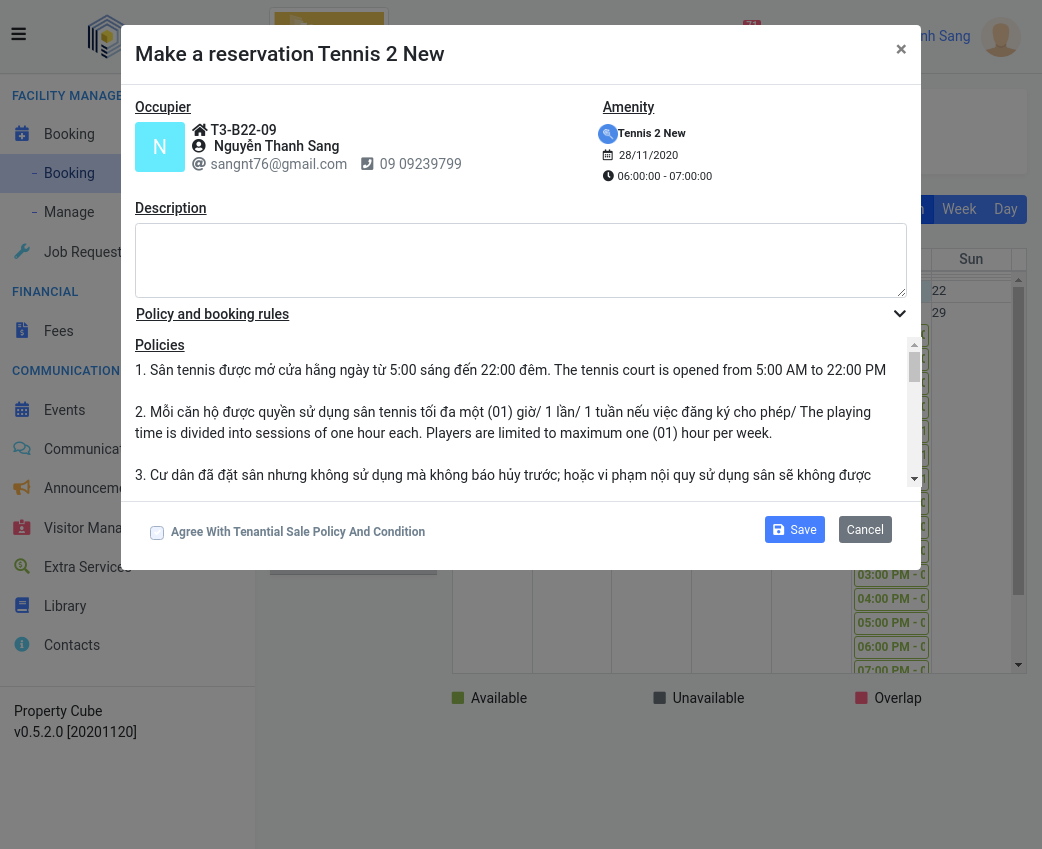 71
nh Sang
Make a reservation Tennis 2 New
×
Occupier
Amenity
N
T3-B22-09
Nguyễn Thanh Sang
sangnt76@gmail.com 09 09239799
Tennis 2 New
28/11/2020
06:00:00 - 07:00:00
Description
Policy and booking rules
Policies
1. Sân tennis được mở cửa hằng ngày từ 5:00 sáng đến 22:00 đêm. The tennis court is opened from 5:00 AM to 22:00 PM
2. Mỗi căn hộ được quyền sử dụng sân tennis tối đa một (01) giờ/ 1 lần/ 1 tuần nếu việc đăng ký cho phép/ The playing
time is divided into sessions of one hour each. Players are limited to maximum one (01) hour per week.
3. Cư dân đã đặt sân nhưng không sử dụng mà không báo hủy trước; hoặc vi phạm nội quy sử dụng sân sẽ không được
Agree With Tenantial Sale Policy And Condition
Save
Cancel
FACILITY MANAGE
Booking
Booking
Manage
Job Request
FINANCIAL
Fees
COMMUNICATION
Events
Communicat
Announceme
Visitor Mana
Extra Services
Library
Contacts
Property Cube
v0.5.2.0 [20201120]
Week
Day
Sun
22
29
03:00 PM - 0
04:00 PM - 0
05:00 PM - 0
06:00 PM - 0
07:00 PM - 0
Available
Unavailable
Overlap